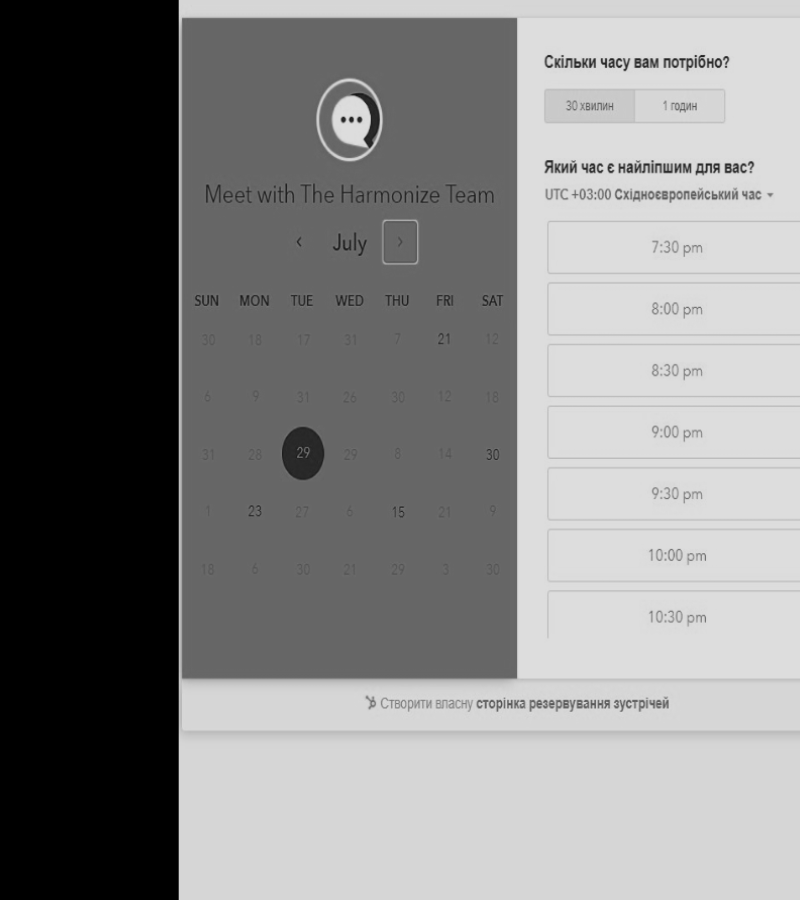 Meet with The Harmonize Team
July
SUN MON TUE WED THU FRI SAT
30 18 17 31 7 21 12
6 9 31 26 30 12 18
31 28 29 29 8 14 30
1 23 27 6 15 21 9
18 6 30 21 29 3 30
Скільки часу вам потрібно?
30 хвилин 1 годин
Який час є найліпшим для вас?
UTC +03:00 Східноєвропейський час
7:30 pm
8:00 pm
8:30 pm
9:00 pm
9:30 pm
10:00 pm
10:30 pm
Створити власну сторінка резервування зустрічей